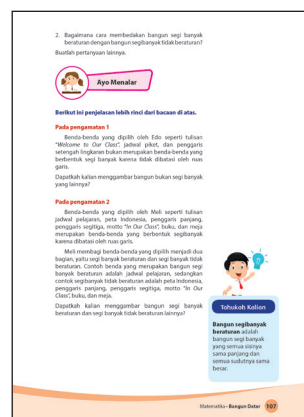 2. Bagaimana cara membedakan bangun segi banyak
beraturan dengan bangun segibanyak tidak beraturan?
Buatlah pertanyaan lainnya.
Ayo Menalar
Berikut ini penjelasan lebih rinci dari bacaan di atas.
Pada pengamatan 1
Benda-benda yang dipilih oleh Edo seperti tulisan
"Welcome to Our Class", jadwal piket, dan penggaris
setengah lingkaran bukan merupakan benda-benda yang
berbentuk segi banyak karena tidak dibatasi oleh ruas
garis.
Dapatkah kalian menggambar bangun bukan segi banyak
yang lainnya?
Pada pengamatan 2
Benda-benda yang dipilih oleh Meli seperti tulisan
jadwal pelajaran, peta Indonesia, penggaris panjang,
penggaris segitiga, motto "In Our Class", buku, dan meja
merupakan benda-benda yang berbentuk segibanyak
karena dibatasi oleh ruas garis.
Meli membagi benda-benda yang dipilih menjadi dua
bagian, yaitu segi banyak beraturan dan segi banyak tidak
beraturan. Contoh benda yang merupakan bangun segi
banyak beraturan adalah jadwal pelajaran, sedangkan
contoh segibanyak tidak beraturan adalah peta Indonesia,
penggaris panjang, penggaris segitiga, motto "In Our
Class", buku, dan meja.
Dapatkah kalian menggambar bangun segi banyak
beraturan dan segi banyak tidak beraturan lainnya?
Tahukah Kalian
Bangun segibanyak
beraturan adalah
bangun segi banyak
yang semua sisinya
sama panjang dan
semua sudutnya sama
besar.
Matematika - Bangun Datar 107